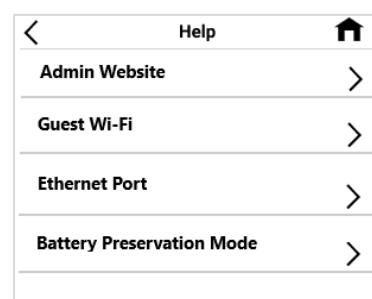 Help
Admin Website
Guest Wi-Fi
Ethernet Port
Battery Preservation Mode